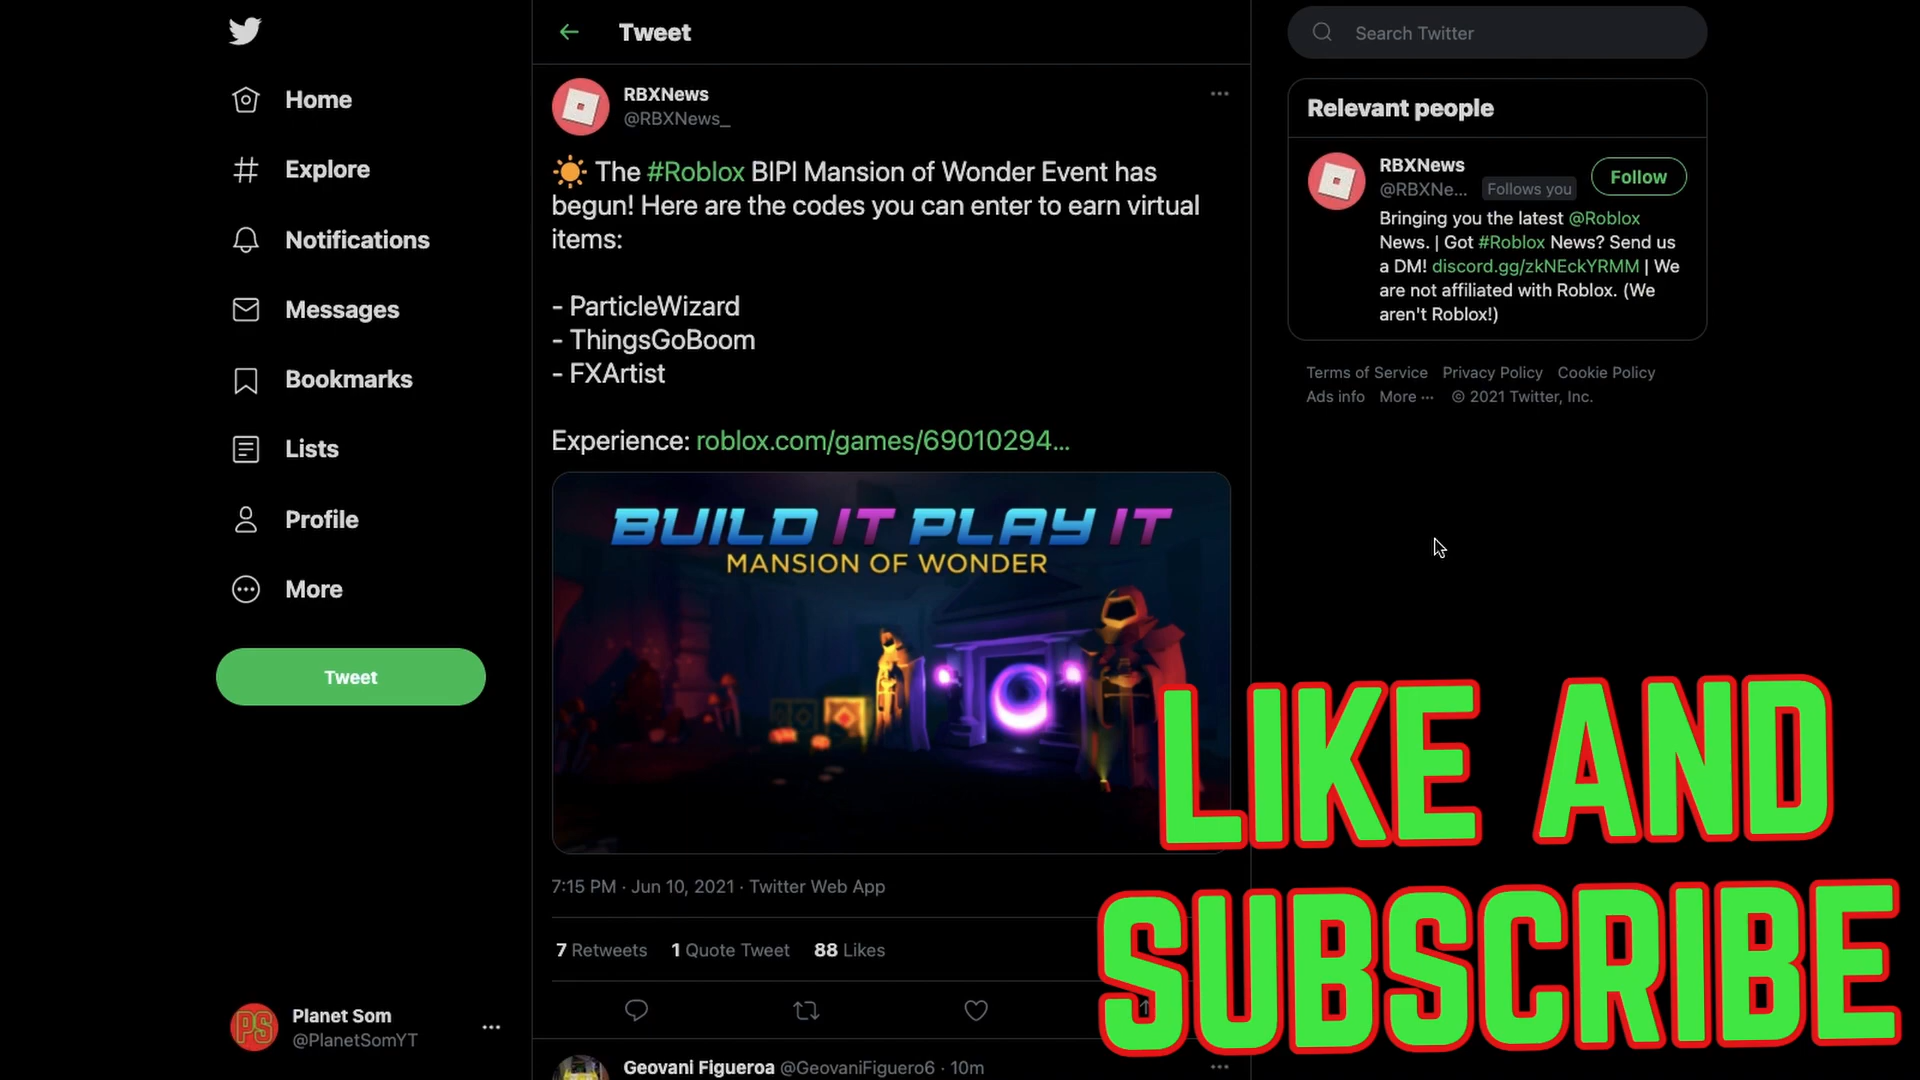 Home
Explore
Notifications
Messages
Bookmarks
Lists
Profile
More
Tweet
PS
Planet Som
@PlanetSomYT
Tweet
RBXNews
@RBXNews_
The #Roblox BIPI Mansion of Wonder Event has
begun! Here are the codes you can enter to earn virtual
items:
- ParticleWizard
- ThingsGoBoom
- FXArtist
Experience: roblox.com/games/69010294...
BUILD IT PLAY IT
MANSION OF WONDER
7:15 PM · Jun 10, 2021 · Twitter Web App
7 Retweets 1 Quote Tweet 88 Likes
Geovani Figueroa @GeovaniFiguero6 · 10m
Search Twitter
Relevant people
RBXNews
@RBXNe... Follows you
Follow
Bringing you the latest @Roblox
News. | Got #Roblox News? Send us
a DM! discord.gg/zkNEckYRMM | We
are not affiliated with Roblox. (We
aren't Roblox!)
Terms of Service Privacy Policy Cookie Policy
Ads info More ··· © 2021 Twitter, Inc.
LIKE AND
SUBSCRIBE